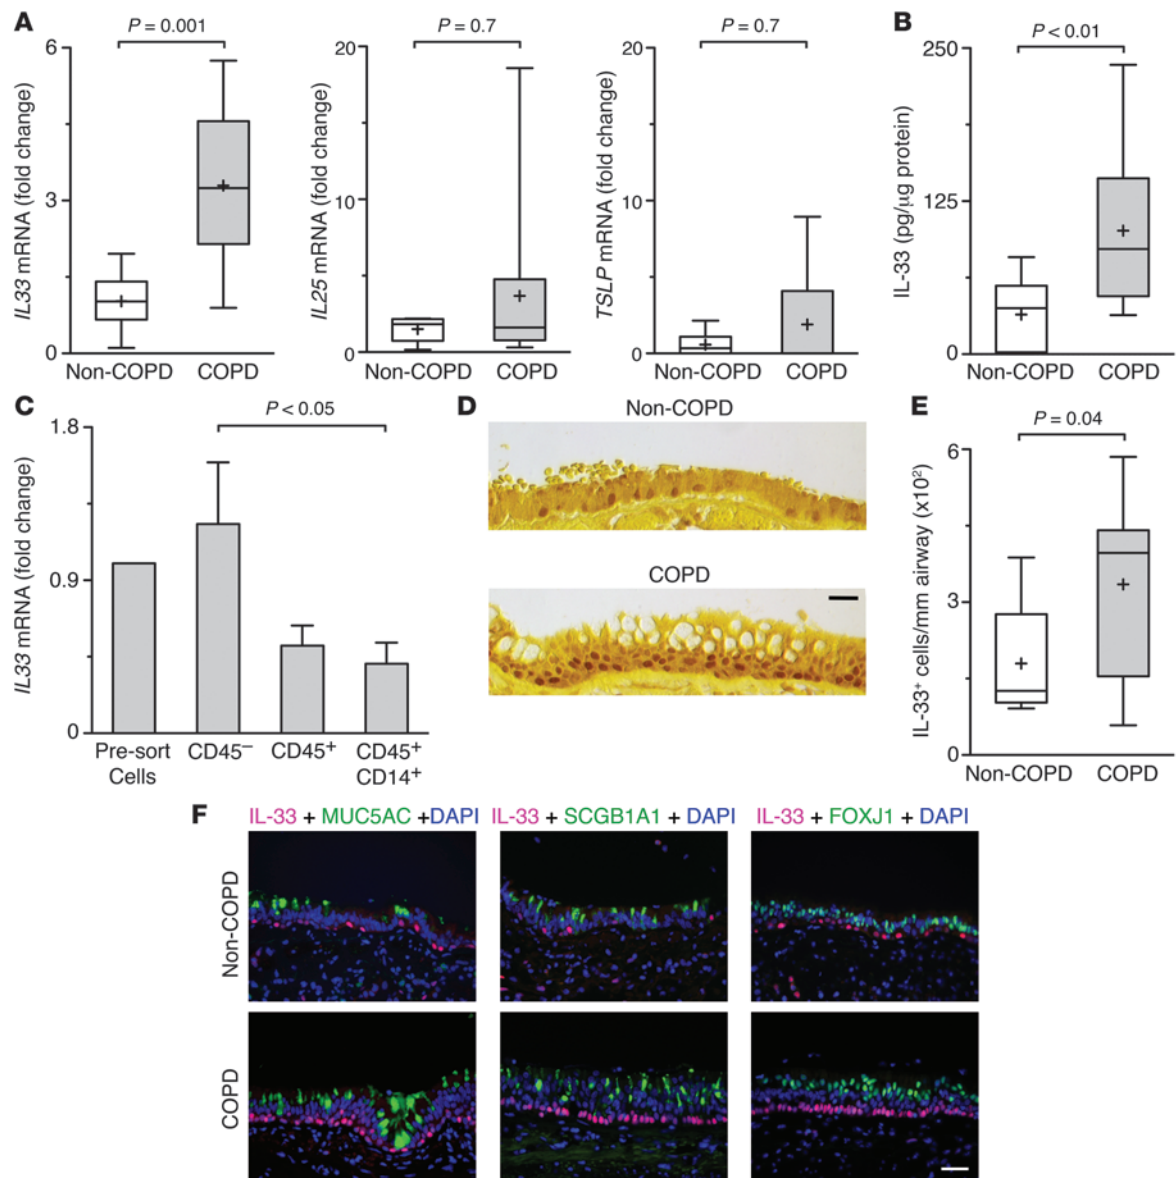 A
P = 0.001
IL33 mRNA (fold change)
6
3
0
Non-COPD COPD
P = 0.7
IL25 mRNA (fold change)
20
10
0
Non-COPD COPD
P = 0.7
TSLP mRNA (fold change)
20
10
0
Non-COPD COPD
B
P < 0.01
IL-33 (pg/μg protein)
250
125
0
Non-COPD COPD
C
P < 0.05
IL33 mRNA (fold change)
1.8
0.9
0
Pre-sort
Cells
CD45–
CD45+
CD45+
CD14+
D
Non-COPD
COPD
E
P = 0.04
IL-33+ cells/mm airway (x10²)
6
3
0
Non-COPD COPD
F
IL-33 + MUC5AC +DAPI
IL-33 + SCGB1A1 + DAPI
IL-33 + FOXJ1 + DAPI
Non-COPD
COPD